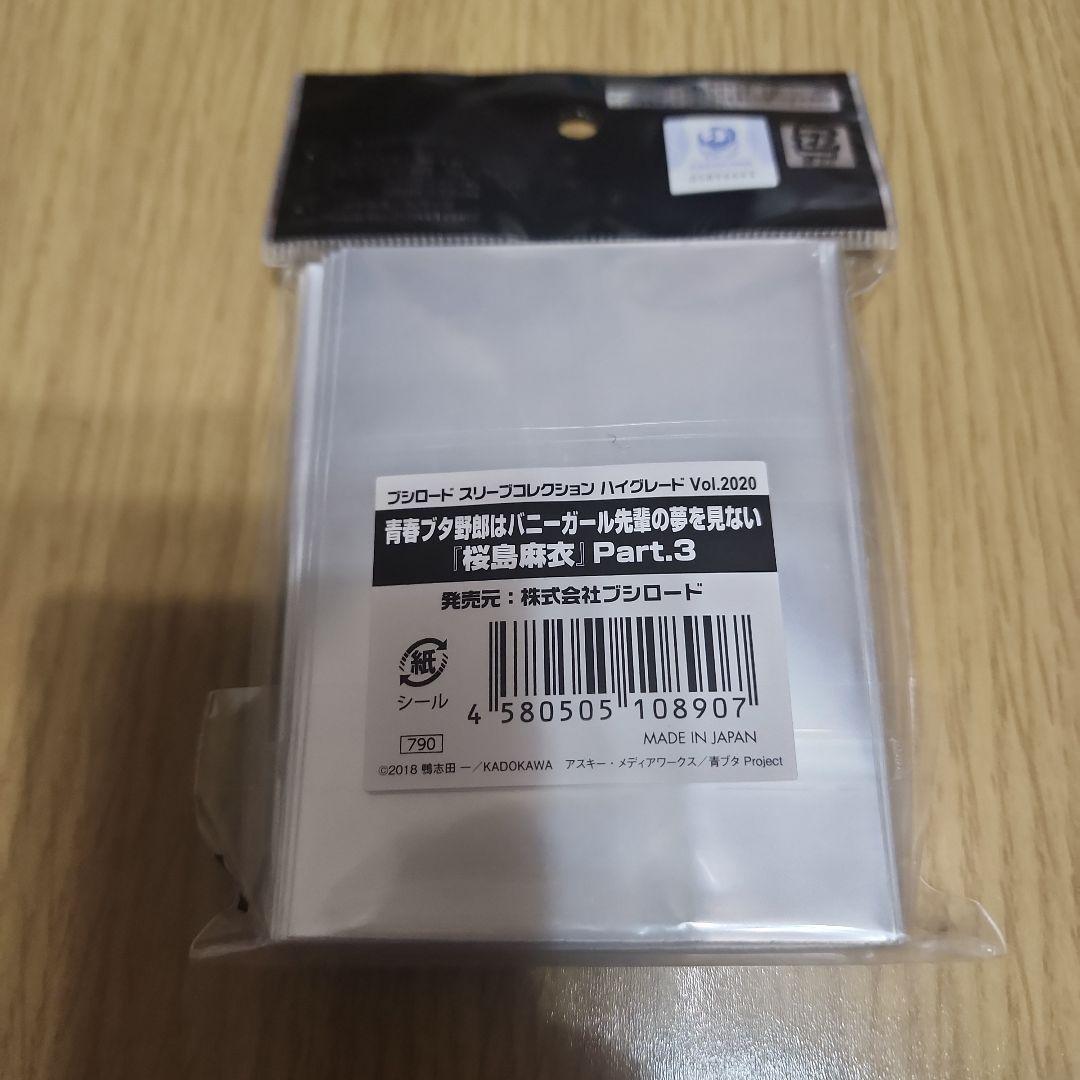 ブシロード スリーブコレクション ハイグレード Vol.2020
青春ブタ野郎はバニーガール先輩の夢を見ない
『桜島麻衣』Part.3
発売元：株式会社ブシロード
紙
シール
4 580505 108907
790
MADE IN JAPAN
©2018 鴨志田 一／KADOKAWA アスキー・メディアワークス／青ブタ Project